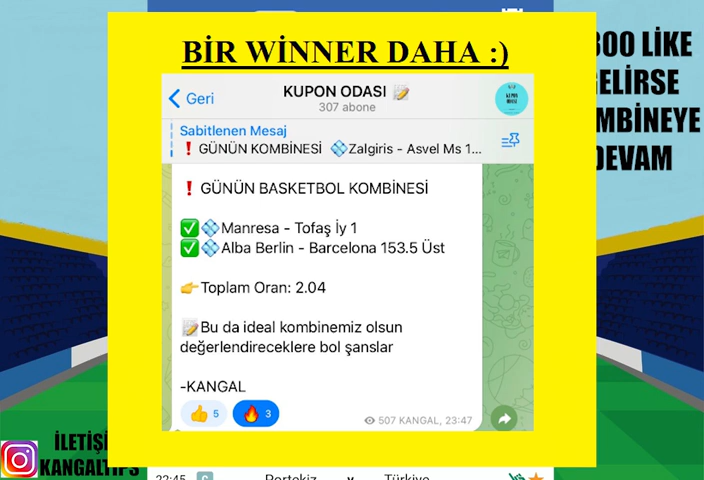 BİR WİNNER DAHA :)
300 LİKE
GELİRSE
KOMBİNEYE
DEVAM
Geri
KUPON ODASI 📝
307 abone
Sabitlenen Mesaj
❗ GÜNÜN KOMBİNESİ 💠Zalgiris - Asvel Ms 1...
❗ GÜNÜN BASKETBOL KOMBİNESİ
✅💠Manresa - Tofaş İy 1
✅💠Alba Berlin - Barcelona 153.5 Üst
👉Toplam Oran: 2.04
📝Bu da ideal kombinemiz olsun
değerlendireceklere bol şanslar
-KANGAL
👍 5 🔥 3
507 KANGAL, 23:47
İLETİŞİ
KANGALTIPS
22:45 C Portekiz v Türkiye